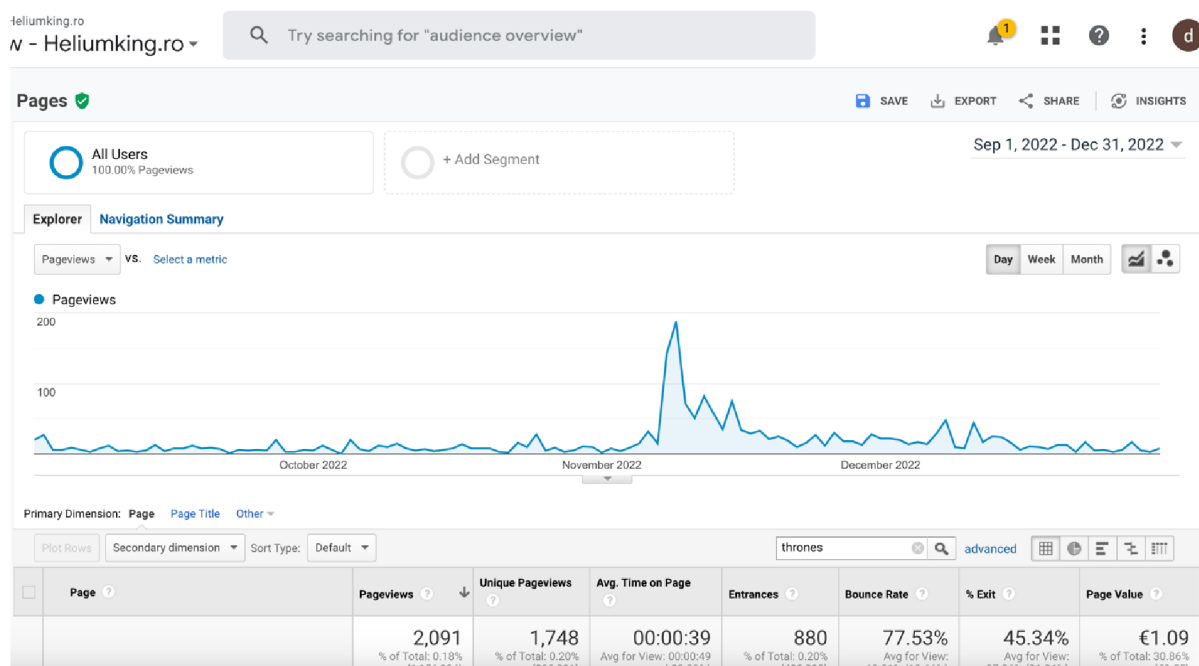 Heliumking.ro
w - Heliumking.ro
Try searching for "audience overview"
1
d
Pages
SAVE
EXPORT
SHARE
INSIGHTS
All Users
100.00% Pageviews
+ Add Segment
Sep 1, 2022 - Dec 31, 2022
Explorer
Navigation Summary
Pageviews
VS.
Select a metric
Day
Week
Month
Pageviews
200
100
October 2022
November 2022
December 2022
Primary Dimension:
Page
Page Title
Other
Plot Rows
Secondary dimension
Sort Type:
Default
thrones
advanced
Page
Pageviews
Unique Pageviews
Avg. Time on Page
Entrances
Bounce Rate
% Exit
Page Value
2,091
% of Total: 0.18%
1,748
% of Total: 0.20%
00:00:39
Avg for View: 00:00:49
880
% of Total: 0.20%
77.53%
Avg for View:
45.34%
Avg for View:
€1.09
% of Total: 30.86%